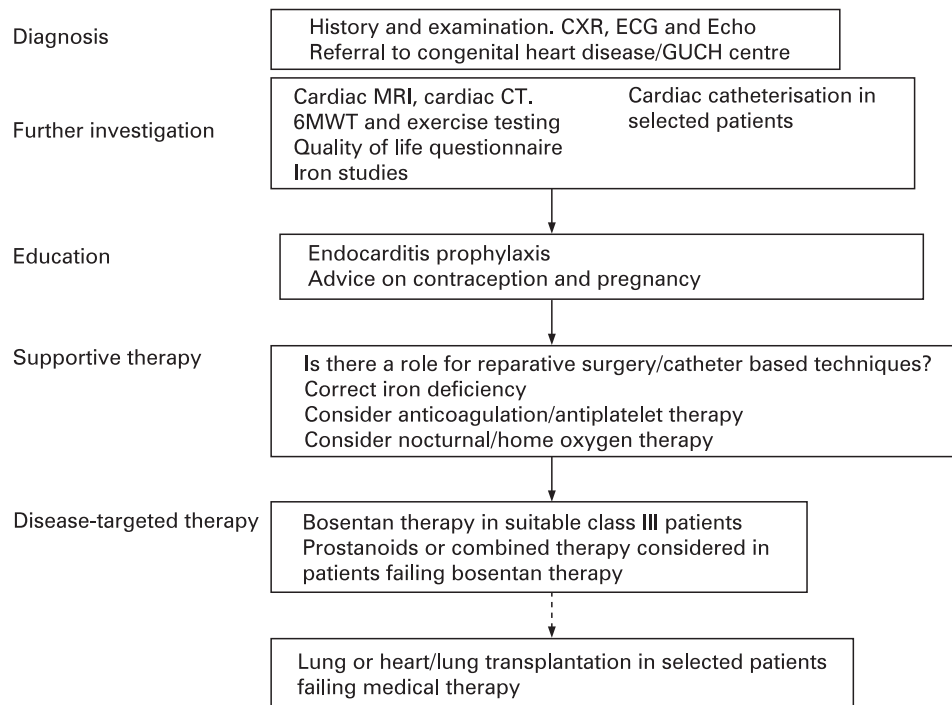 Diagnosis
History and examination. CXR, ECG and Echo
Referral to congenital heart disease/GUCH centre
Further investigation
Cardiac MRI, cardiac CT.
6MWT and exercise testing
Quality of life questionnaire
Iron studies
Cardiac catheterisation in
selected patients
Education
Endocarditis prophylaxis
Advice on contraception and pregnancy
Supportive therapy
Is there a role for reparative surgery/catheter based techniques?
Correct iron deficiency
Consider anticoagulation/antiplatelet therapy
Consider nocturnal/home oxygen therapy
Disease-targeted therapy
Bosentan therapy in suitable class III patients
Prostanoids or combined therapy considered in
patients failing bosentan therapy
Lung or heart/lung transplantation in selected patients
failing medical therapy